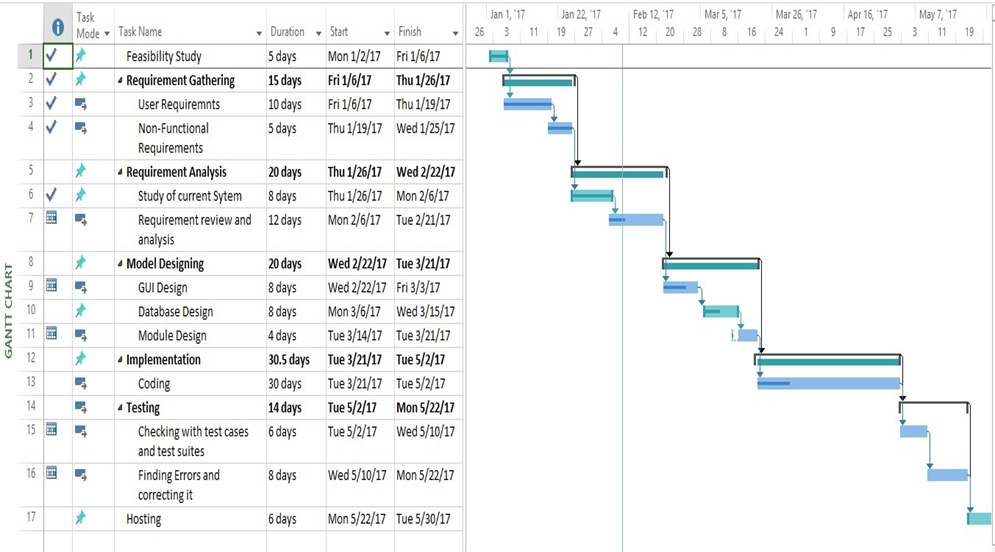 GANTT CHART
Task Mode Task Name Duration Start Finish
Jan 1, '17 Jan 22, '17 Feb 12, '17 Mar 5, '17 Mar 26, '17 Apr 16, '17 May 7, '17
26 3 11 19 27 4 12 20 28 8 16 24 1 9 17 25 3 11 19
1 Feasibility Study 5 days Mon 1/2/17 Fri 1/6/17
2 Requirement Gathering 15 days Fri 1/6/17 Thu 1/26/17
3 User Requiremnts 10 days Fri 1/6/17 Thu 1/19/17
4 Non-Functional Requirements 5 days Thu 1/19/17 Wed 1/25/17
5 Requirement Analysis 20 days Thu 1/26/17 Wed 2/22/17
6 Study of current Sytem 8 days Thu 1/26/17 Mon 2/6/17
7 Requirement review and analysis 12 days Mon 2/6/17 Tue 2/21/17
8 Model Designing 20 days Wed 2/22/17 Tue 3/21/17
9 GUI Design 8 days Wed 2/22/17 Fri 3/3/17
10 Database Design 8 days Mon 3/6/17 Wed 3/15/17
11 Module Design 4 days Tue 3/14/17 Tue 3/21/17
12 Implementation 30.5 days Tue 3/21/17 Tue 5/2/17
13 Coding 30 days Tue 3/21/17 Tue 5/2/17
14 Testing 14 days Tue 5/2/17 Mon 5/22/17
15 Checking with test cases and test suites 6 days Tue 5/2/17 Wed 5/10/17
16 Finding Errors and correcting it 8 days Wed 5/10/17 Mon 5/22/17
17 Hosting 6 days Mon 5/22/17 Tue 5/30/17